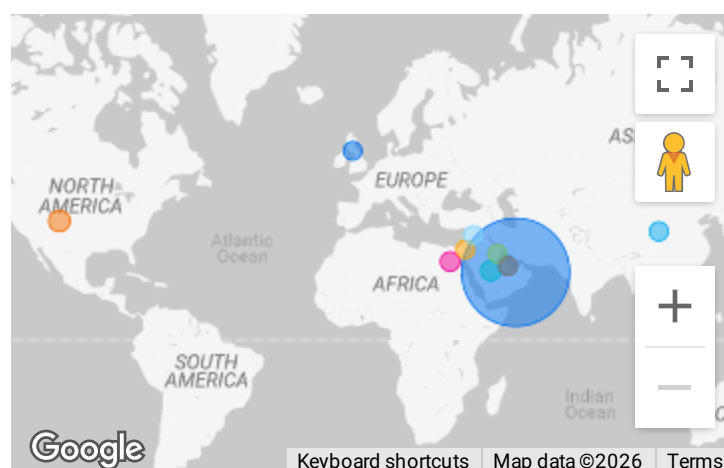 AS
EUROPE
NORTH
AMERICA
Atlantic
Ocean
AFRICA
SOUTH
AMERICA
Indian
Ocean
Google
Keyboard shortcuts
Map data ©2026
Terms